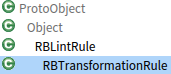 ProtoObject
Object
RBLintRule
RBTransformationRule